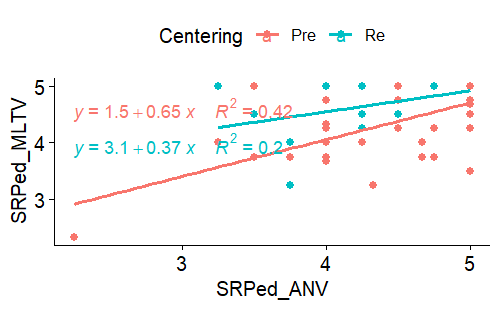 Centering a Pre a Re
SRPed_MLTV
5
4
3
y = 1.5 + 0.65 x R² = 0.42
y = 3.1 + 0.37 x R² = 0.2
3 4 5
SRPed_ANV